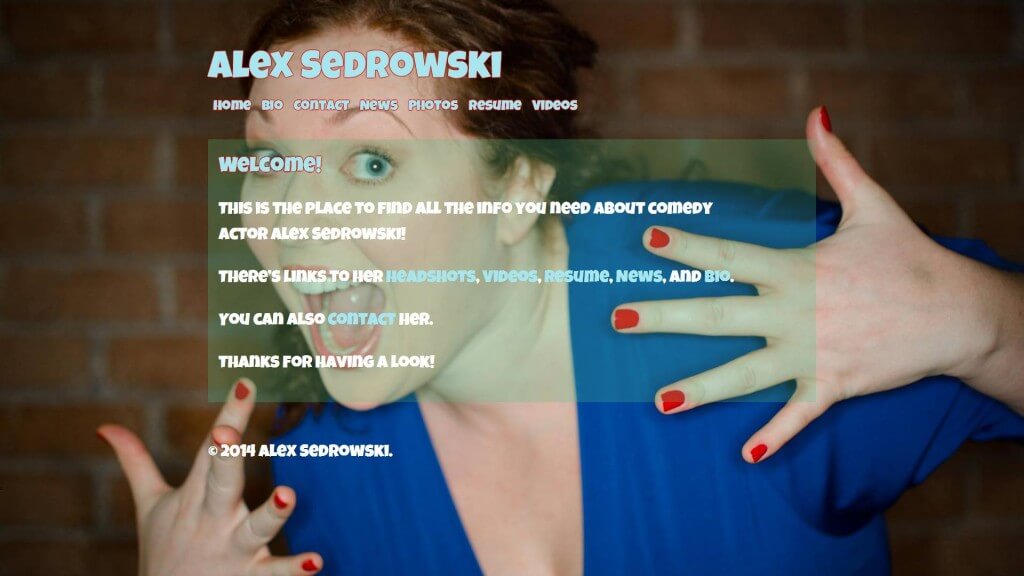 Alex Sedrowski
Home Bio Contact News Photos Resume Videos
Welcome!
This is the place to find all the info you need about comedy
actor Alex Sedrowski!
There's links to her headshots, videos, resume, news, and bio.
You can also contact her.
Thanks for having a look!
© 2014 Alex Sedrowski.